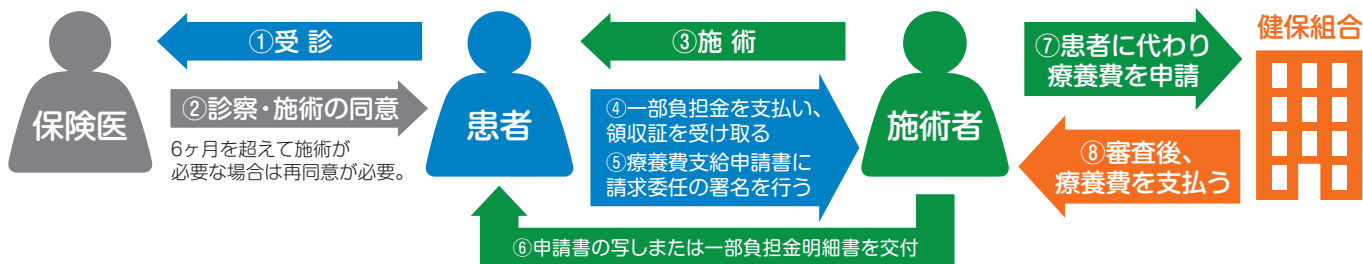 ①受 診
保険医
②診察・施術の同意
6ヶ月を超えて施術が
必要な場合は再同意が必要。
患者
③施 術
④一部負担金を支払い、
領収証を受け取る
⑤療養費支給申請書に
請求委任の署名を行う
施術者
⑥申請書の写しまたは一部負担金明細書を交付
⑦患者に代わり
療養費を申請
⑧審査後、
療養費を支払う
健保組合